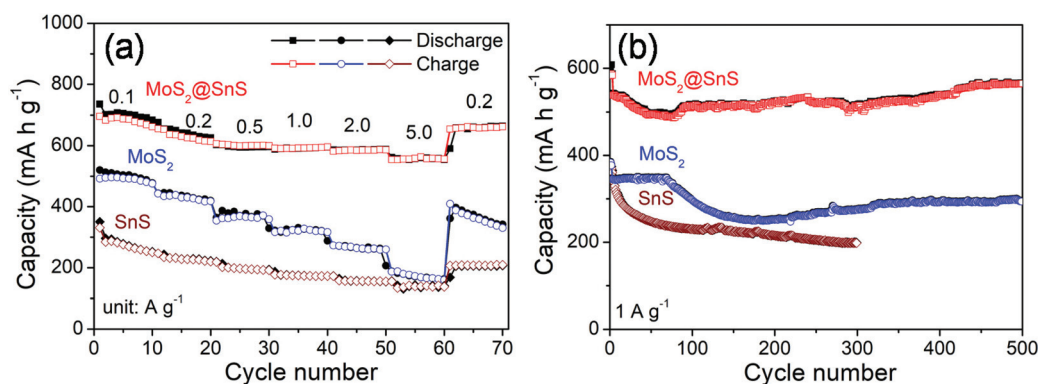 (a)
Discharge
Charge
MoS₂@SnS
0.1
0.2
0.5
1.0
2.0
5.0
0.2
MoS₂
SnS
unit: A g⁻¹
Capacity (mA h g⁻¹)
1000
800
600
400
200
0
0 10 20 30 40 50 60 70
Cycle number
(b)
MoS₂@SnS
MoS₂
SnS
1 A g⁻¹
Capacity (mA h g⁻¹)
600
400
200
0
0 100 200 300 400 500
Cycle number